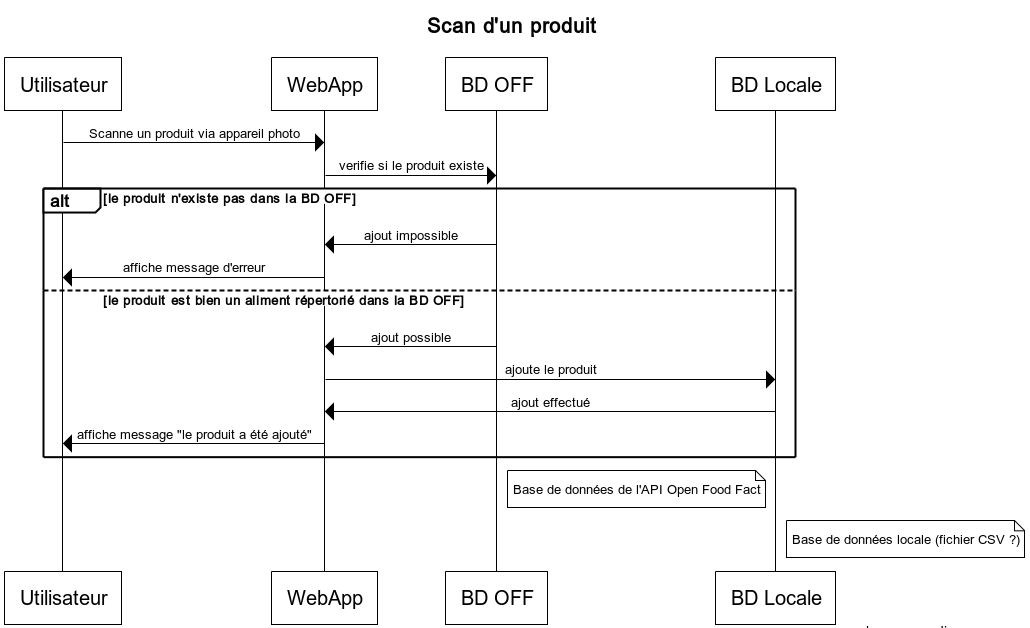 Scan d'un produit
Utilisateur
WebApp
BD OFF
BD Locale
Scanne un produit via appareil photo
verifie si le produit existe
alt
[le produit n'existe pas dans la BD OFF]
ajout impossible
affiche message d'erreur
[le produit est bien un aliment répertorié dans la BD OFF]
ajout possible
ajoute le produit
ajout effectué
affiche message "le produit a été ajouté"
Base de données de l'API Open Food Fact
Base de données locale (fichier CSV ?)
Utilisateur
WebApp
BD OFF
BD Locale